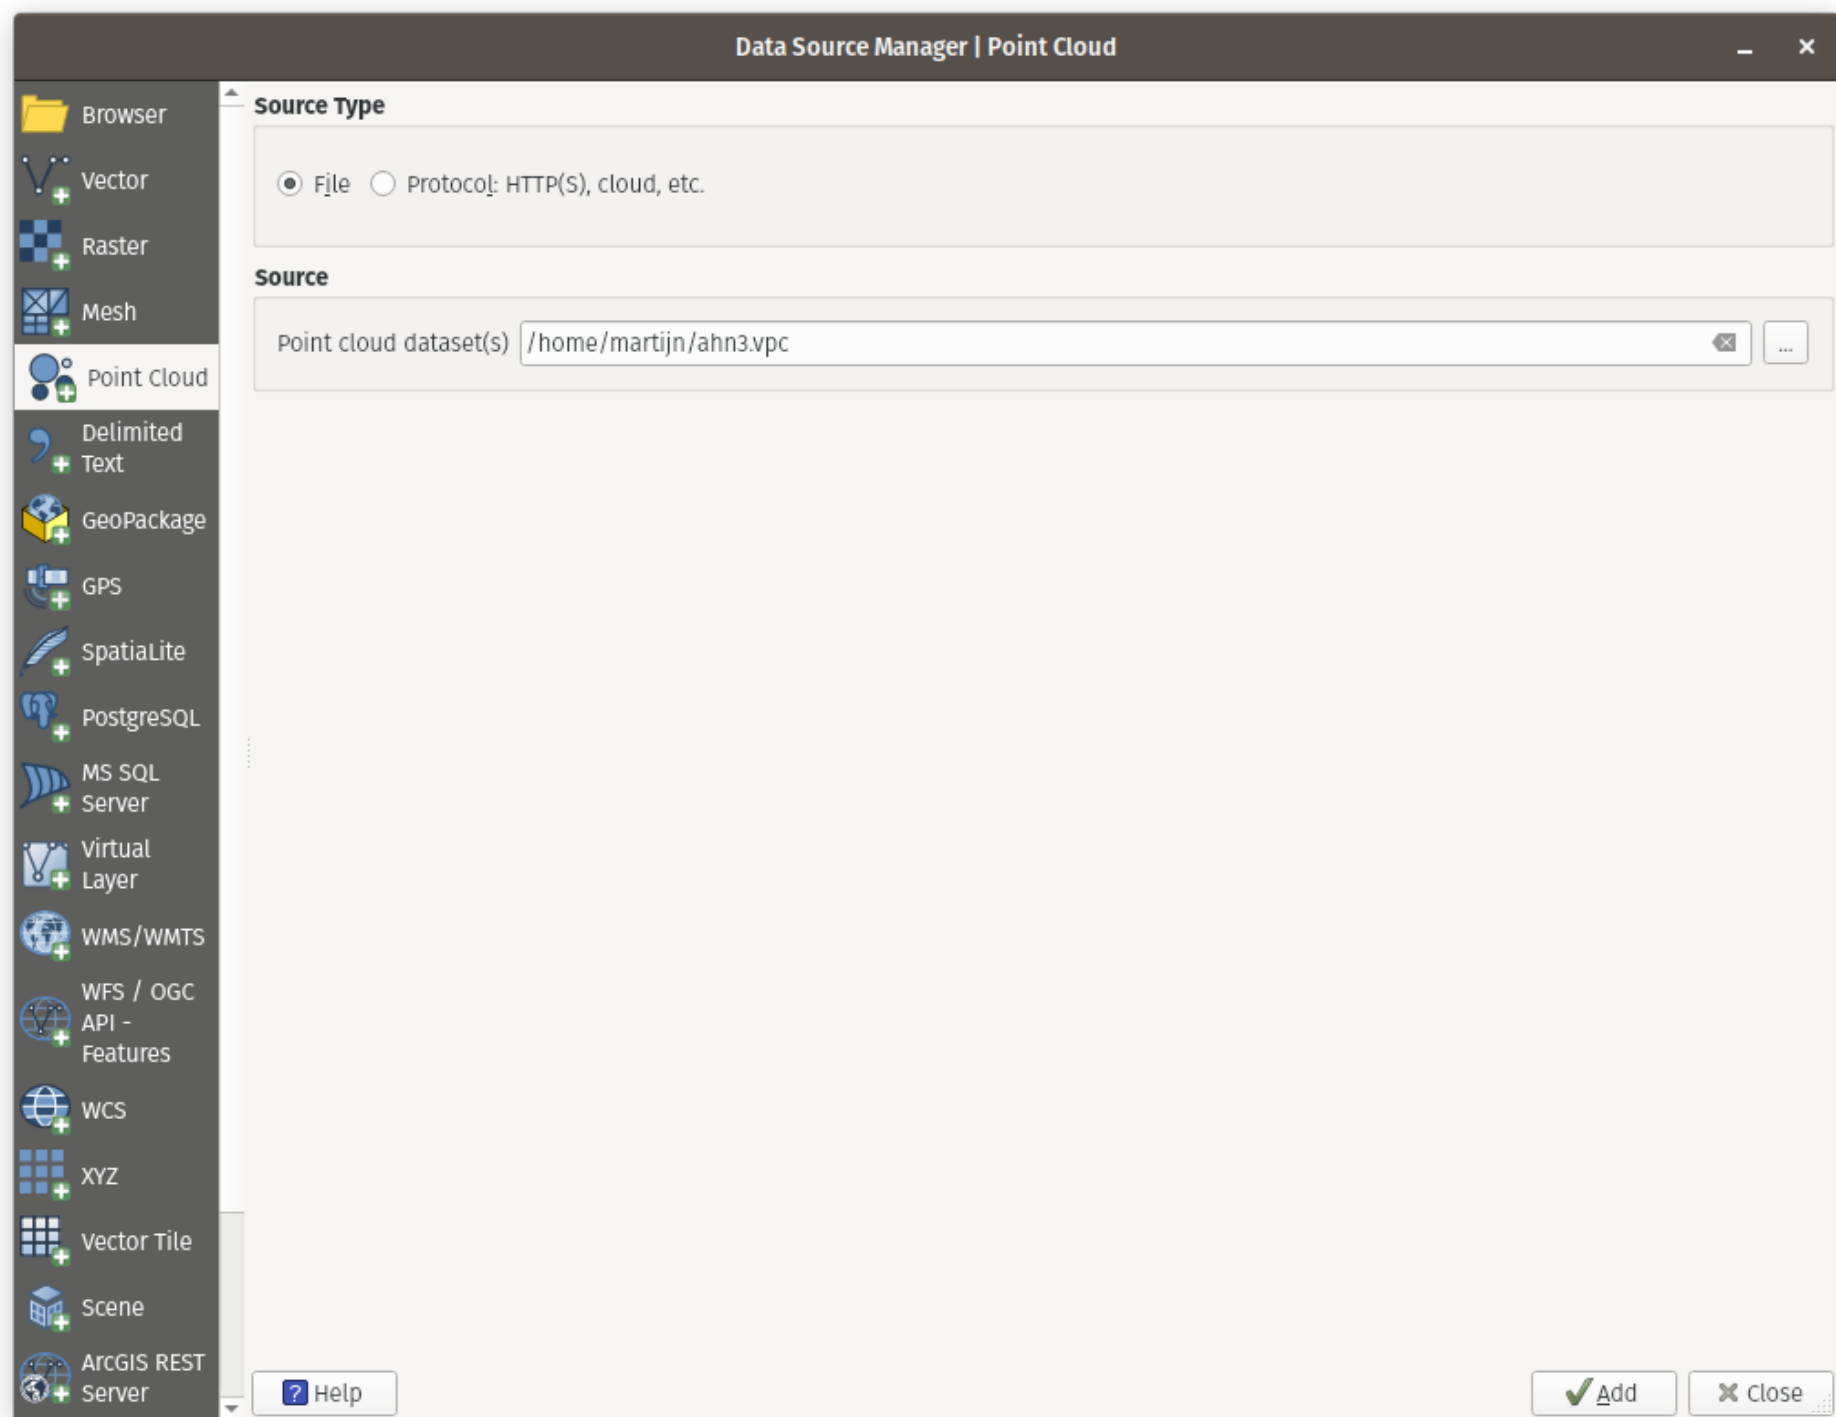 Data Source Manager | Point Cloud
Browser
Vector
Raster
Mesh
Point Cloud
Delimited
Text
GeoPackage
GPS
SpatiaLite
PostgreSQL
MS SQL
Server
Virtual
Layer
WMS/WMTS
WFS / OGC
API -
Features
WCS
XYZ
Vector Tile
Scene
ArcGIS REST
Server
Source Type
File Protocol: HTTP(S), cloud, etc.
Source
Point cloud dataset(s) /home/martijn/ahn3.vpc ...
? Help
Add
Close